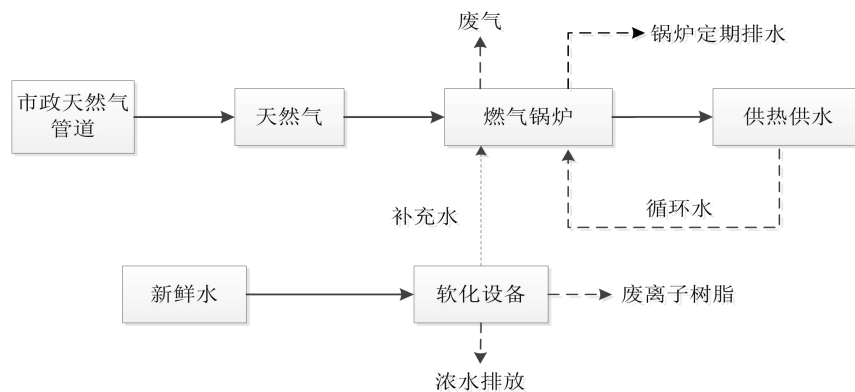 废气
锅炉定期排水
市政天然气
管道
天然气
燃气锅炉
供热供水
补充水
循环水
新鲜水
软化设备
废离子树脂
浓水排放